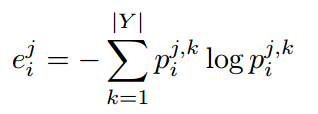 $e_i^j = -\sum_{k=1}^{|Y|} p_i^{j,k} \log p_i^{j,k}$